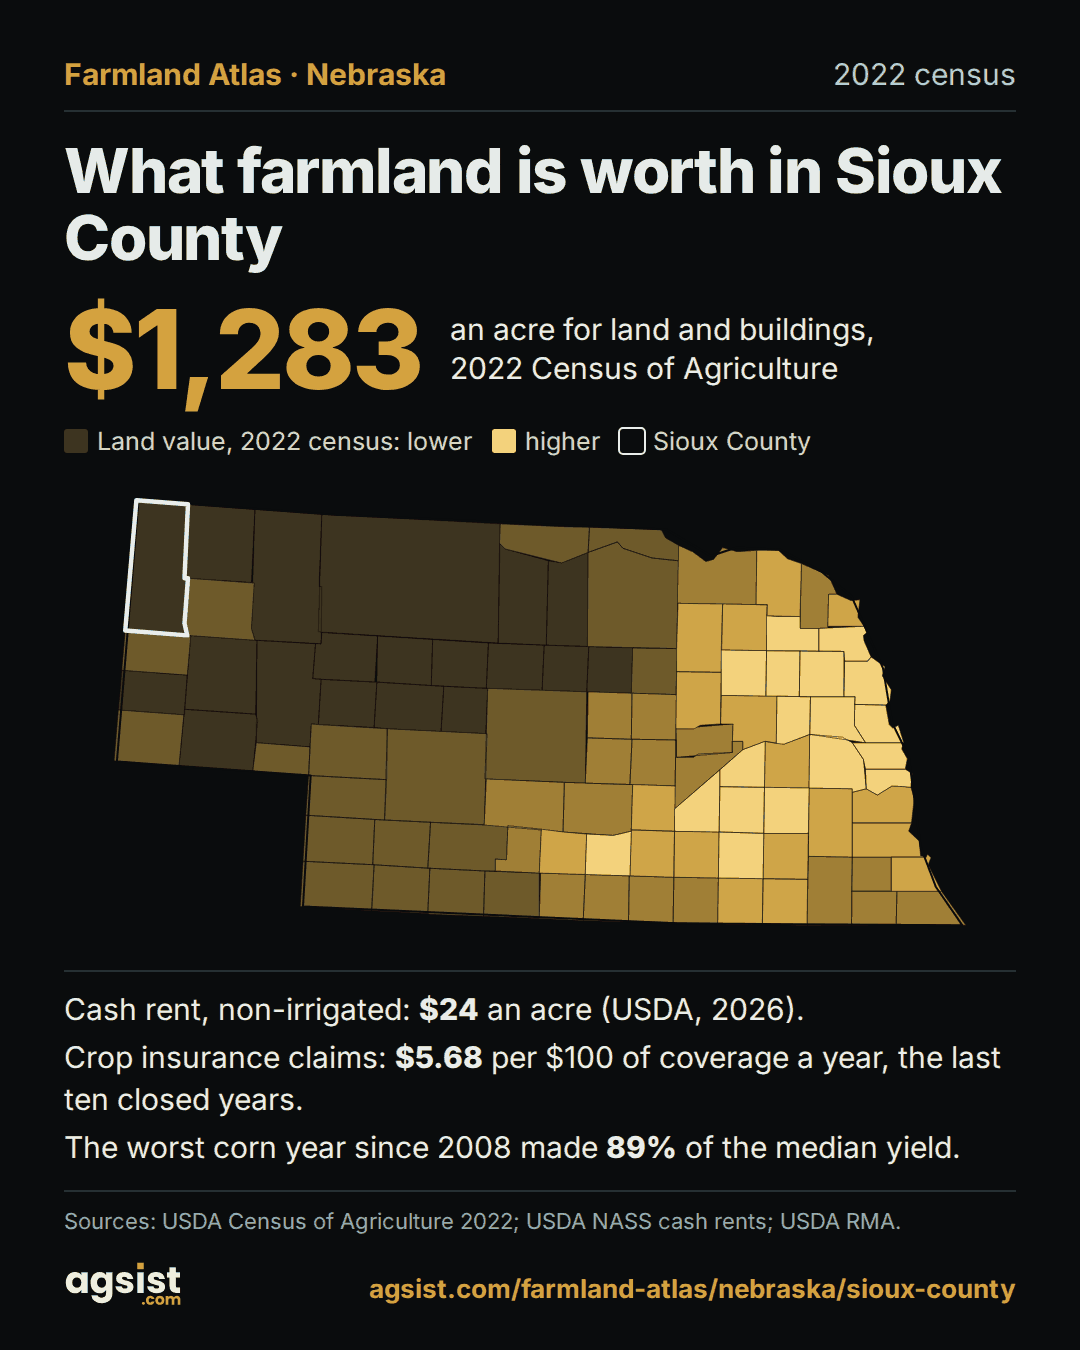 Farmland Atlas · Nebraska
2022 census
What farmland is worth in Sioux
County
$1,283
an acre for land and buildings,
2022 Census of Agriculture
Land value, 2022 census: lower
higher
Sioux County
Cash rent, non-irrigated: $24 an acre (USDA, 2026).
Crop insurance claims: $5.68 per $100 of coverage a year, the last
ten closed years.
The worst corn year since 2008 made 89% of the median yield.
Sources: USDA Census of Agriculture 2022; USDA NASS cash rents; USDA RMA.
agsist
.com
agsist.com/farmland-atlas/nebraska/sioux-county